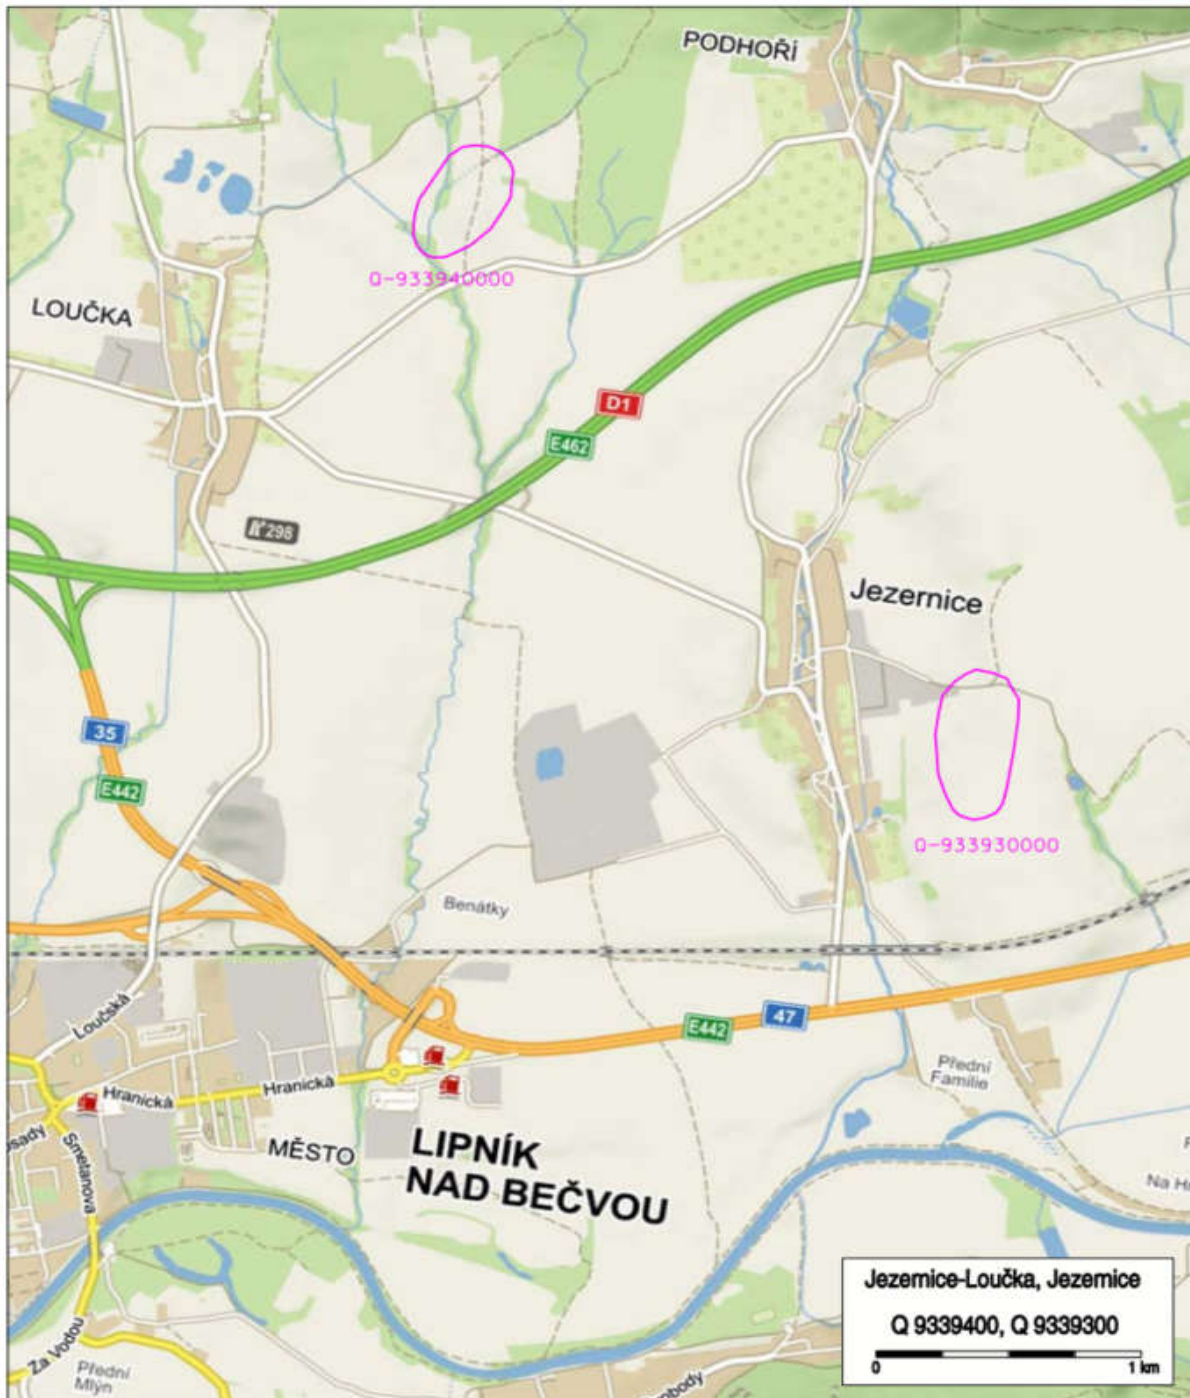 PODHOŘÍ
Q-933940000
LOUČKA
D1
E462
298
Jezernice
35
E442
Q-933930000
Benátky
Loučská
47
E442
Přední
Familie
Hranická
Hranická
Smetanova
MĚSTO
LIPNÍK
NAD BEČVOU
Za Vodou
Přední
Mlýn
Jezernice-Loučka, Jezernice
Q 9339400, Q 9339300
0 1 km